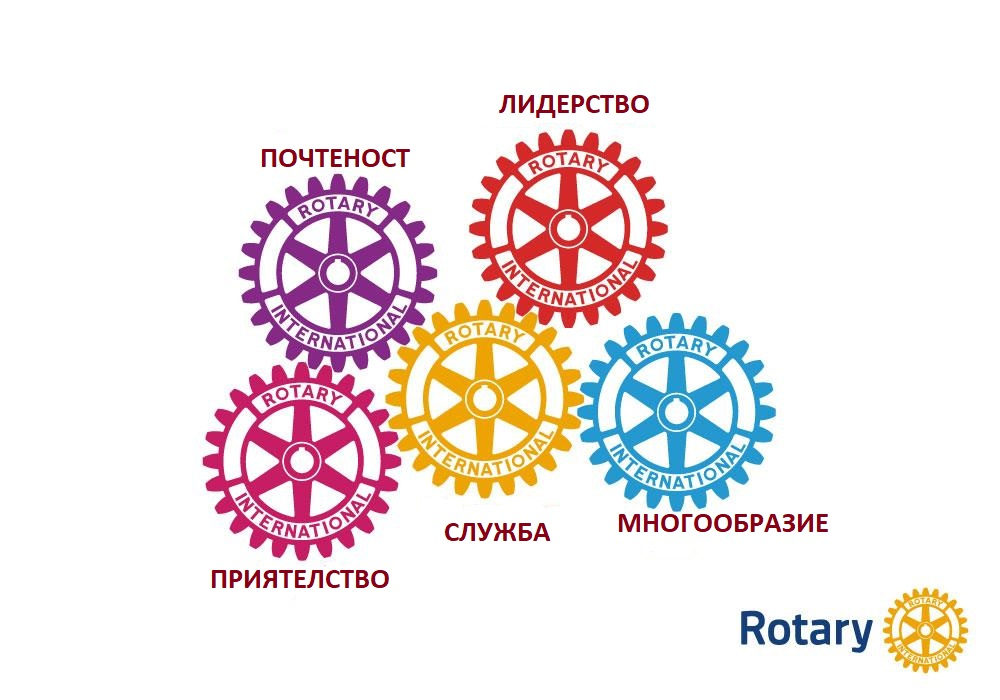 ЛИДЕРСТВО
ПОЧТЕНОСТ
ROTARY
INTERNATIONAL
ROTARY
INTERNATIONAL
ROTARY
INTERNATIONAL
ROTARY
INTERNATIONAL
ROTARY
INTERNATIONAL
МНОГООБРАЗИЕ
СЛУЖБА
ПРИЯТЕЛСТВО
Rotary
ROTARY
INTERNATIONAL